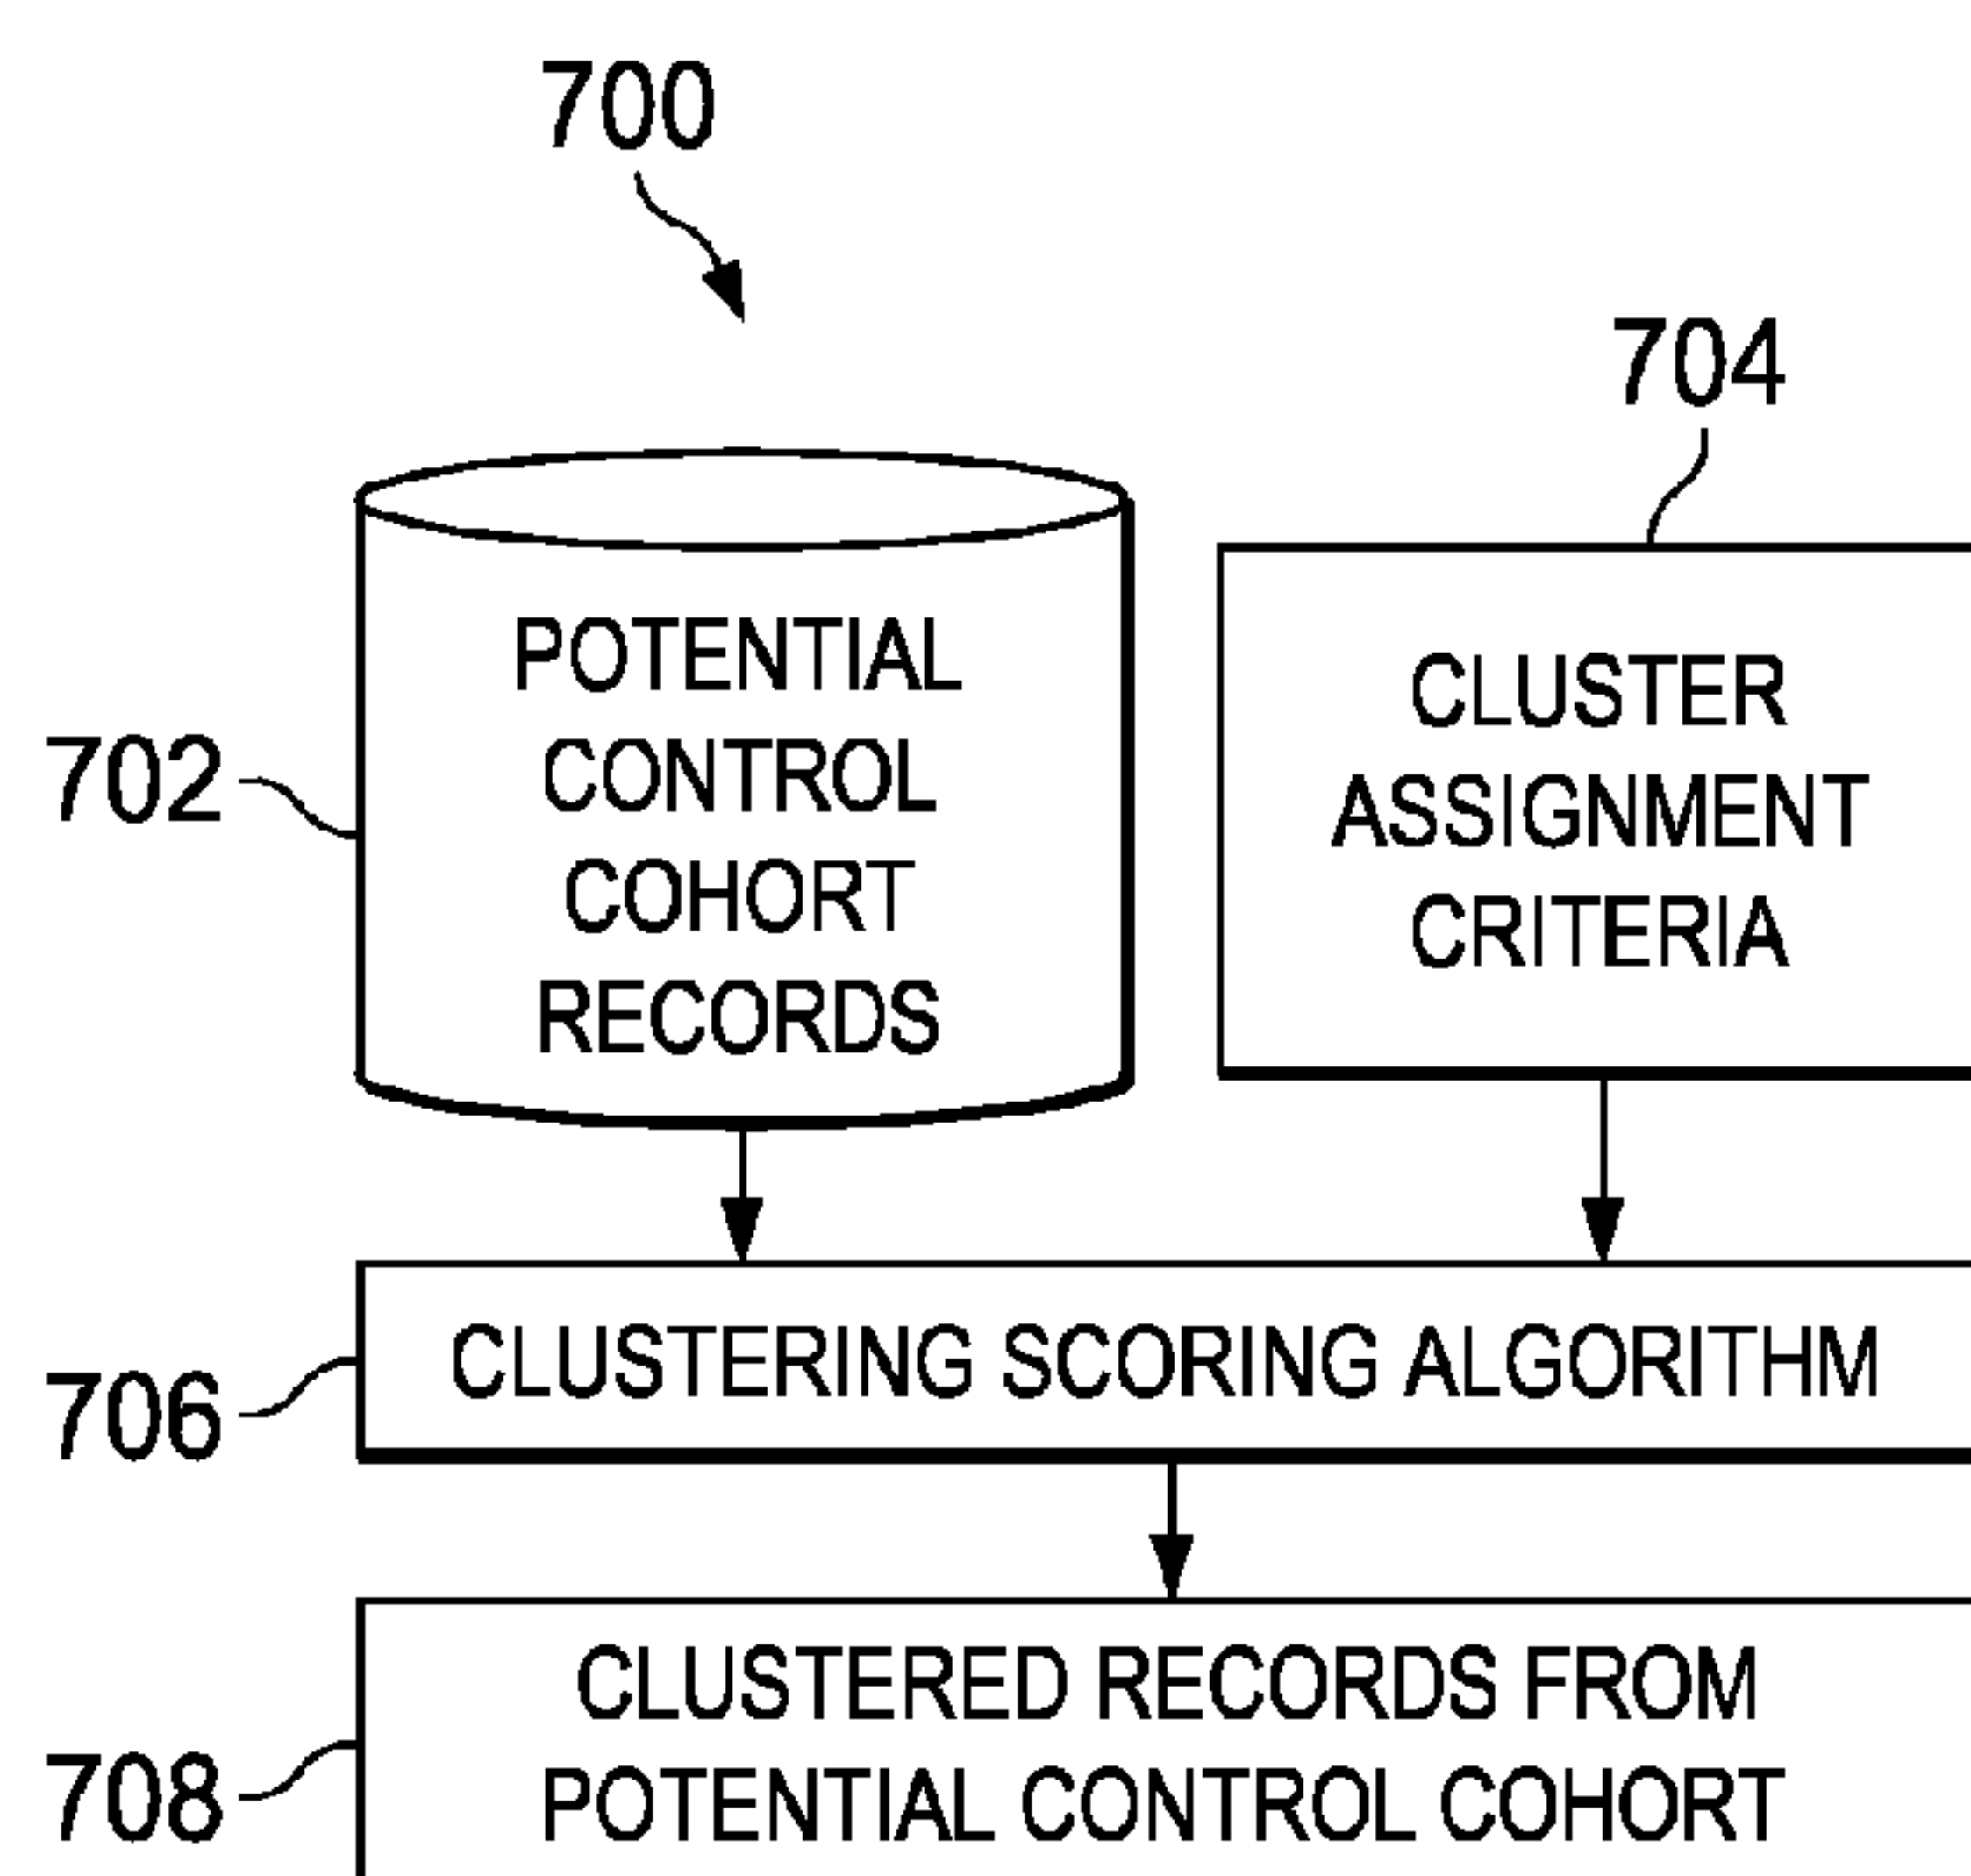 700
704
POTENTIAL
CONTROL
COHORT
RECORDS
702
CLUSTER
ASSIGNMENT
CRITERIA
CLUSTERING SCORING ALGORITHM
706
CLUSTERED RECORDS FROM
POTENTIAL CONTROL COHORT
708